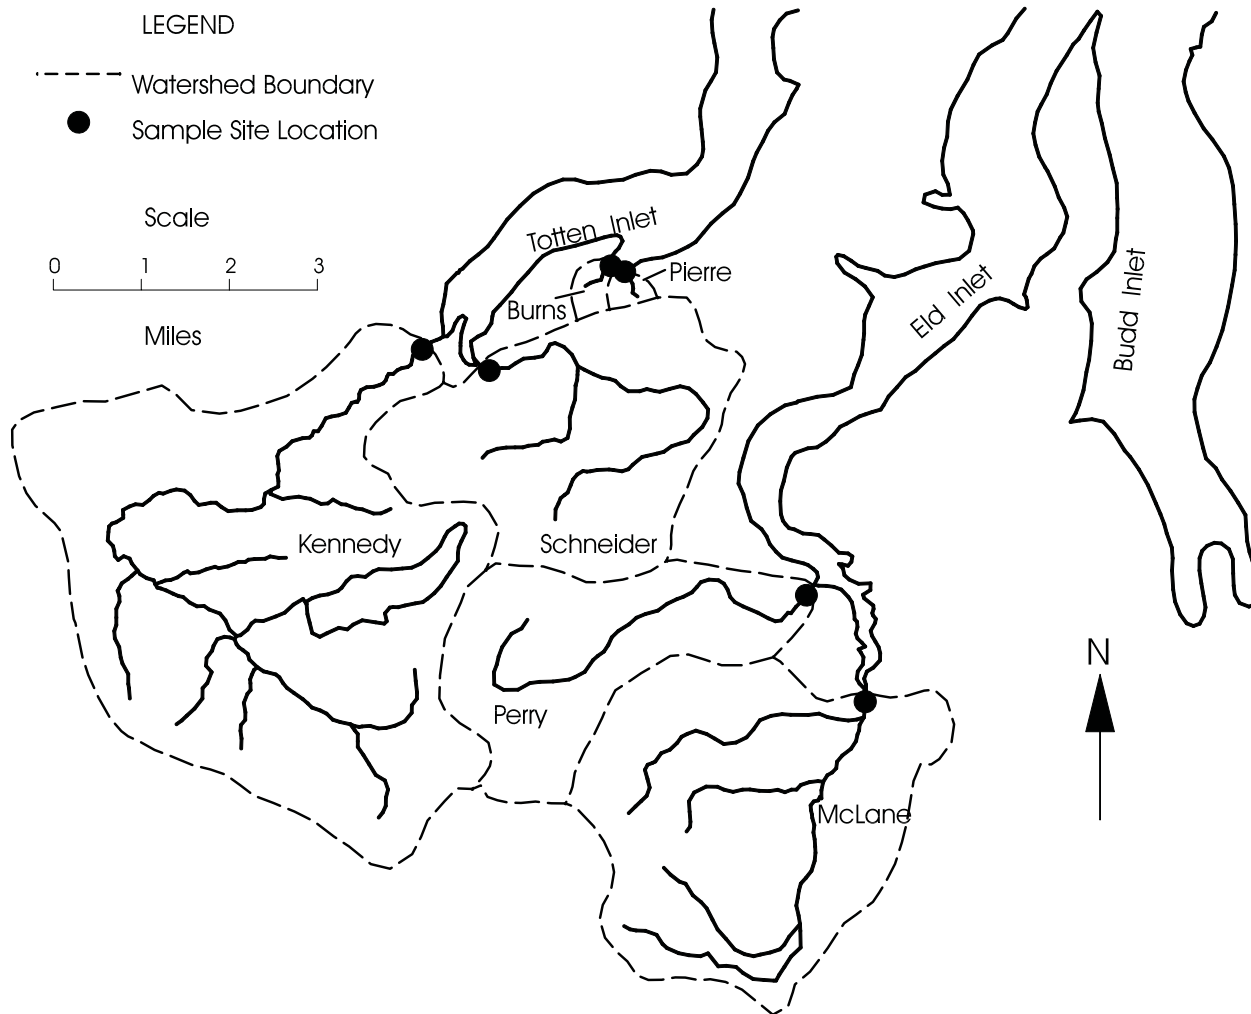 LEGEND
Watershed Boundary
Sample Site Location
Scale
0 1 2 3
Miles
Totten Inlet
Pierre
Burns
Eld Inlet
Budd Inlet
Kennedy
Schneider
Perry
McLane
N